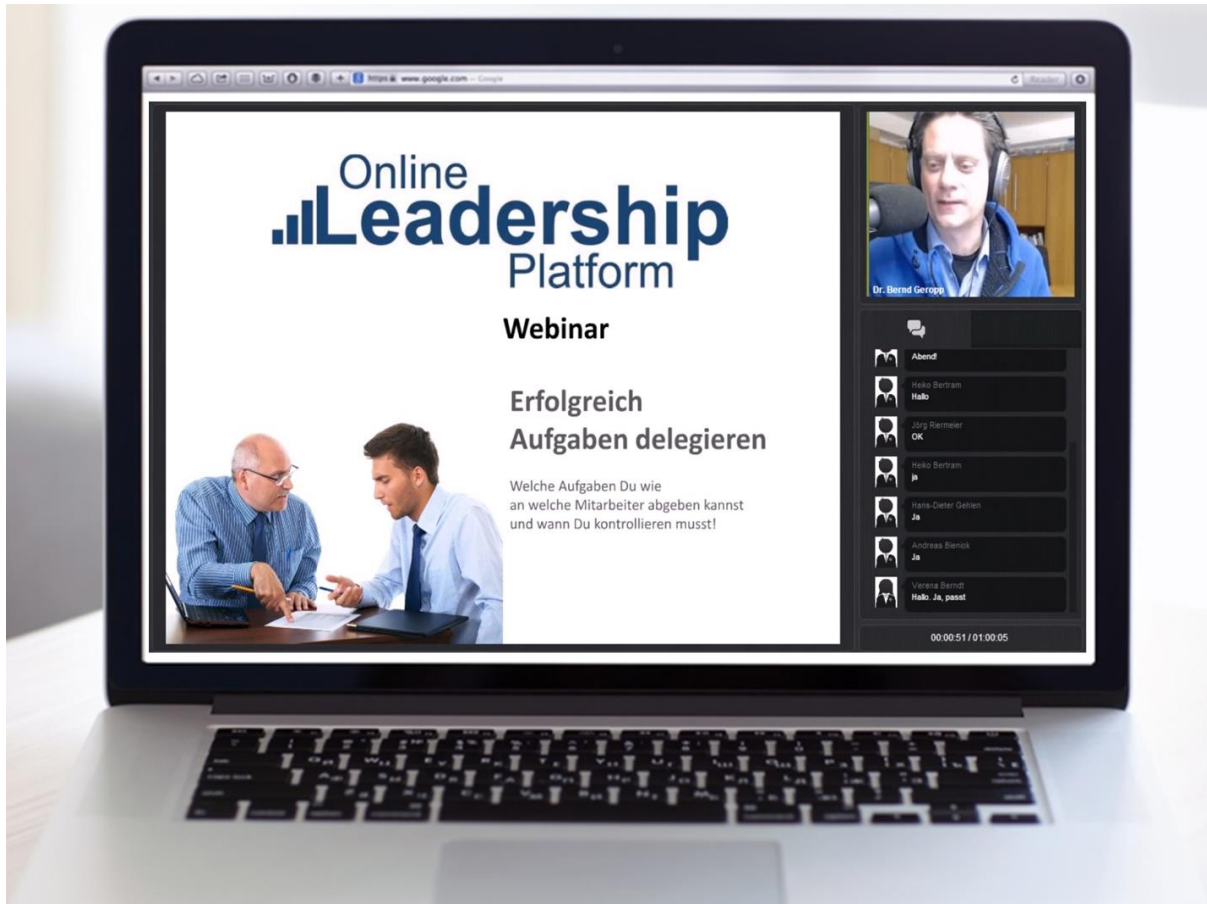 https www.google.com – Google
Reader
Online
Leadership
Platform
Webinar
Erfolgreich
Aufgaben delegieren
Welche Aufgaben Du wie
an welche Mitarbeiter abgeben kannst
und wann Du kontrollieren musst!
Dr. Bernd Geropp
Abend!
Heiko Bertram
Hallo
Jörg Riermeier
OK
Heiko Bertram
ja
Hans-Dieter Gehlen
Ja
Andreas Bieniok
Ja
Verena Berndt
Hallo. Ja, passt
00:00:51 / 01:00:05